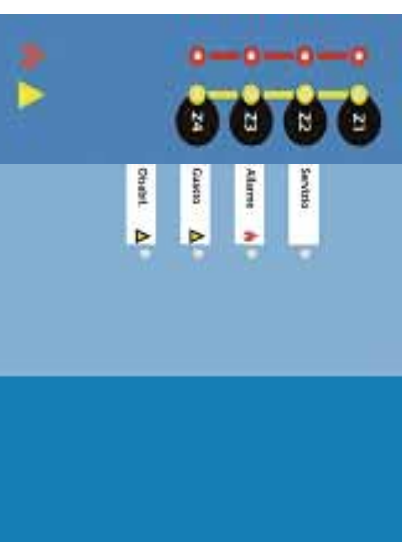 Z1
Z2
Z3
Z4
Servizio
Allarme
Guasto
Disabil.